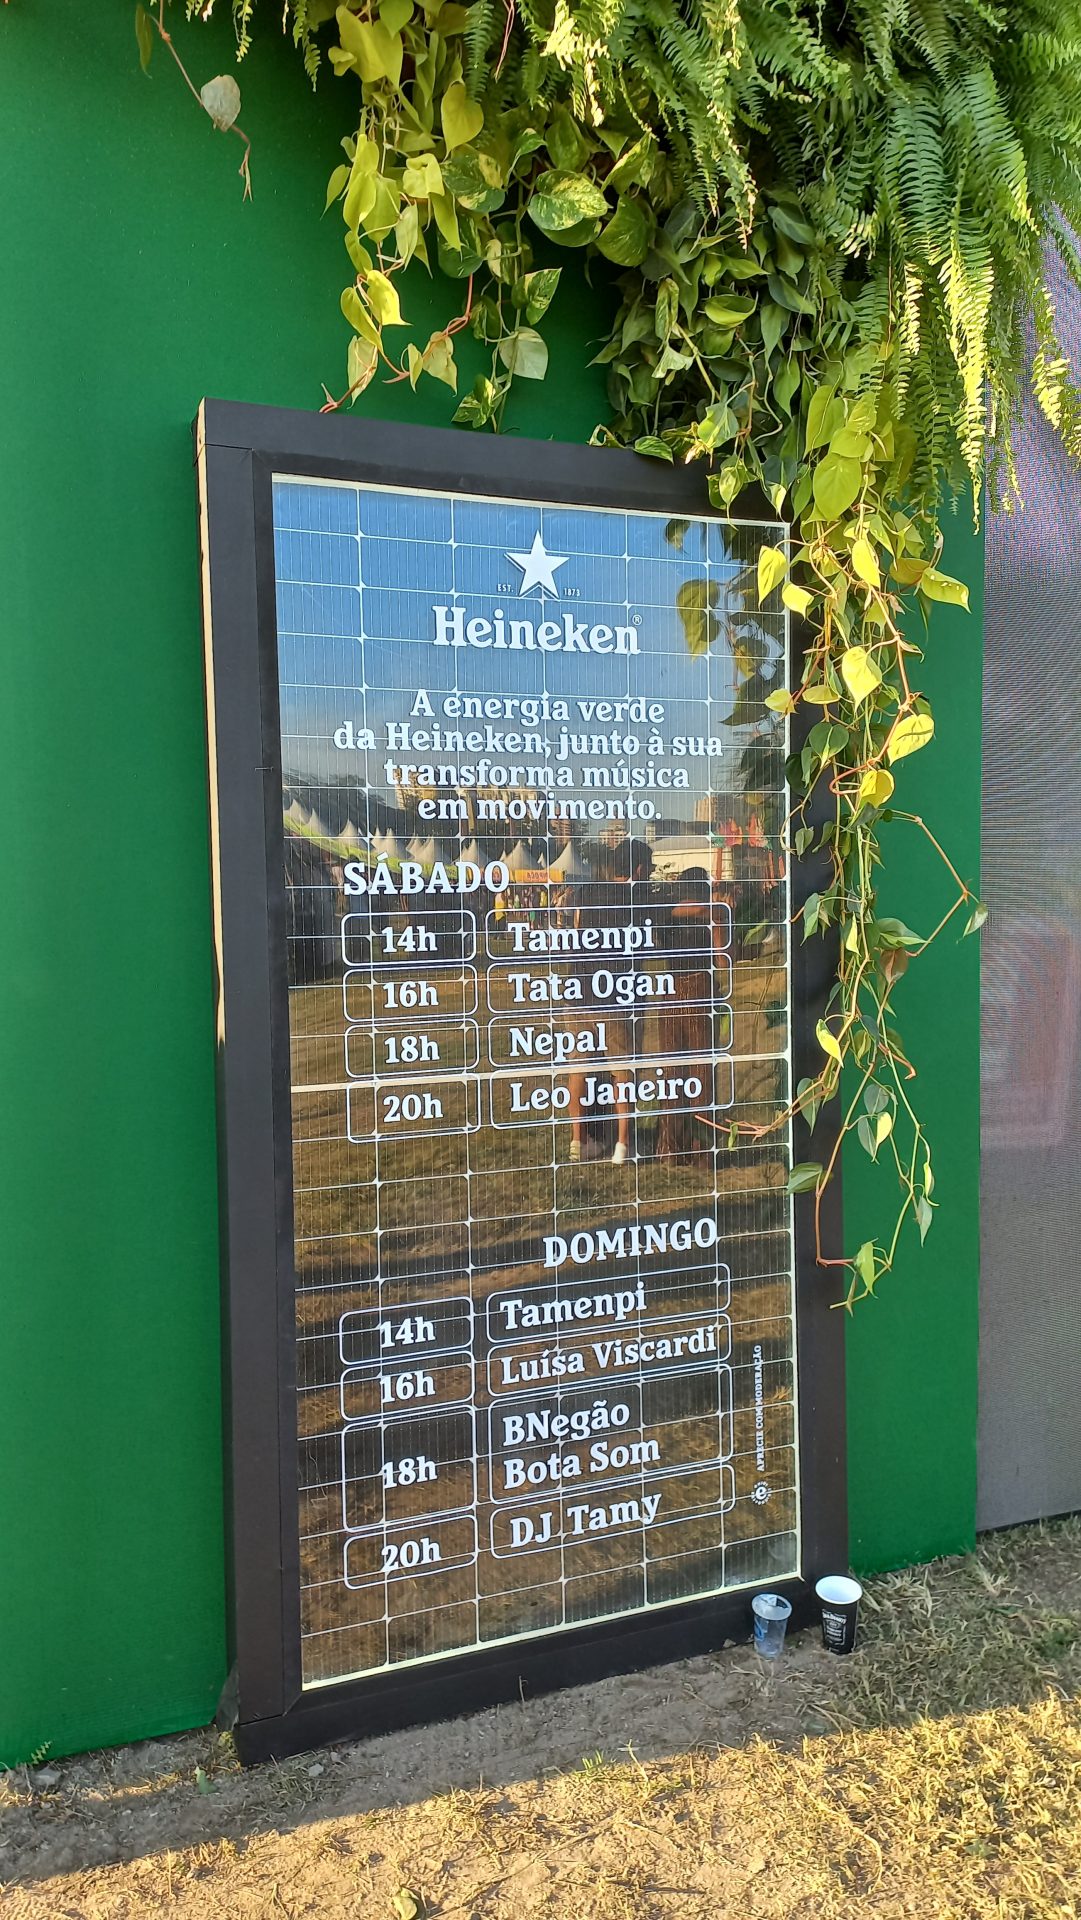 EST. 1873
Heineken®
A energia verde
da Heineken, junto à sua
transforma música
em movimento.
SÁBADO
14h Tamenpi
16h Tata Ogan
18h Nepal
20h Leo Janeiro
DOMINGO
14h Tamenpi
16h Luísa Viscardi
18h BNegão
Bota Som
20h DJ Tamy
APRECIE COM MODERAÇÃO
e